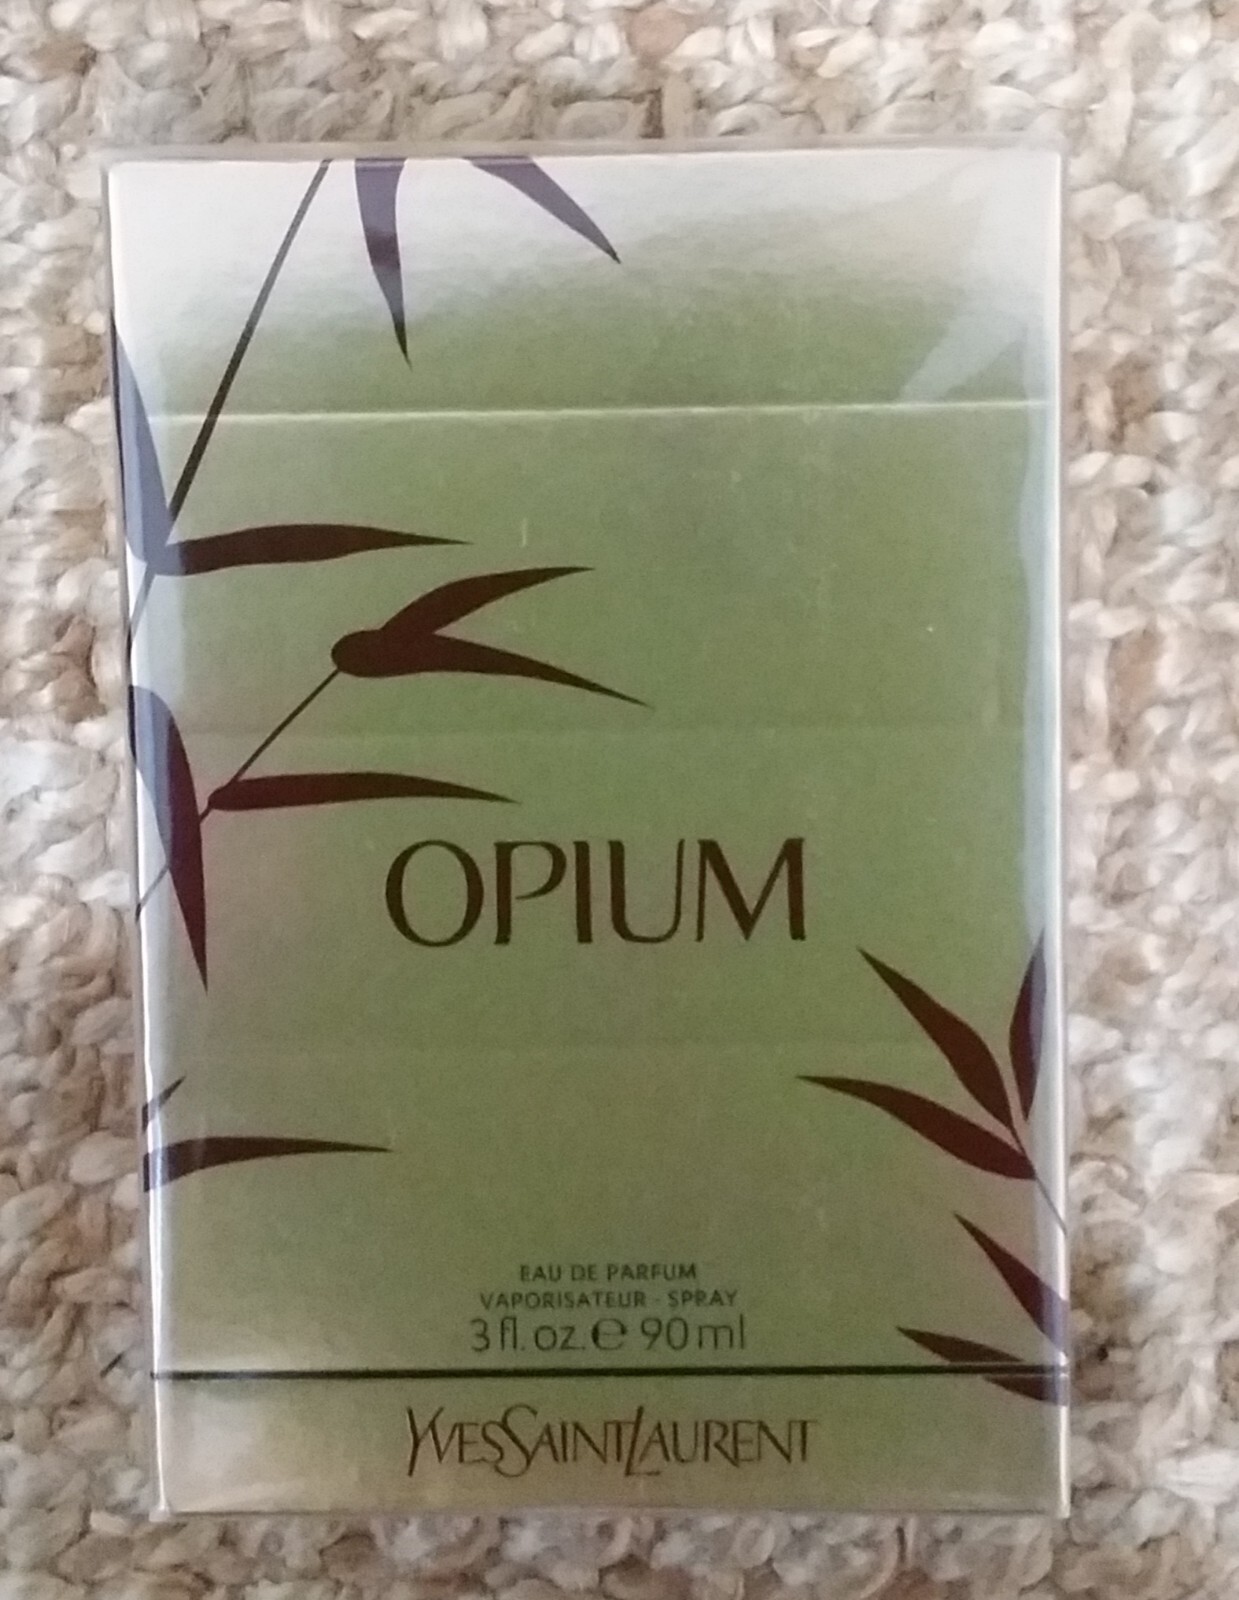 OPIUM
EAU DE PARFUM
VAPORISATEUR - SPRAY
3 fl. oz. ℮ 90 ml
YVESSAINTLAURENT